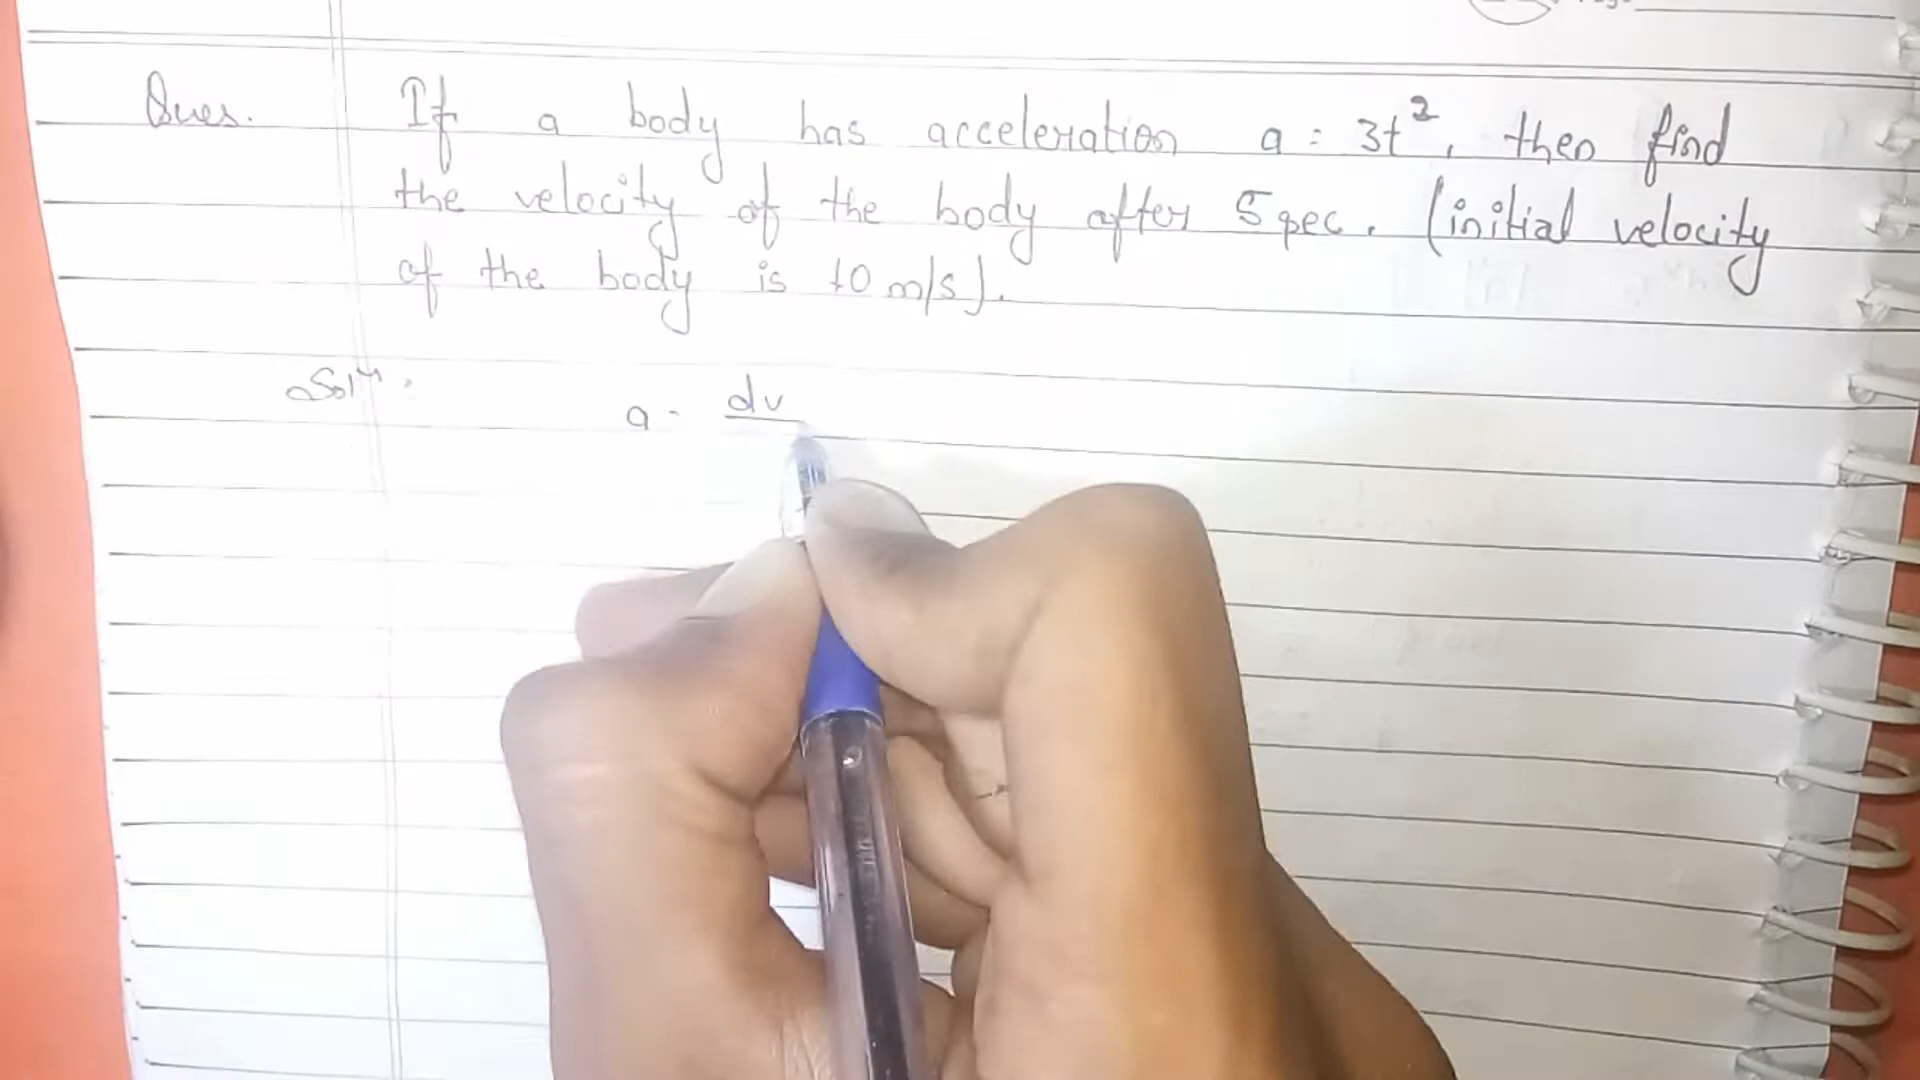 Ques. If a body has acceleration a = 3t², then find
the velocity of the body after 5 sec. (initial velocity
of the body is 10 m/s).
Solⁿ.
a = dv